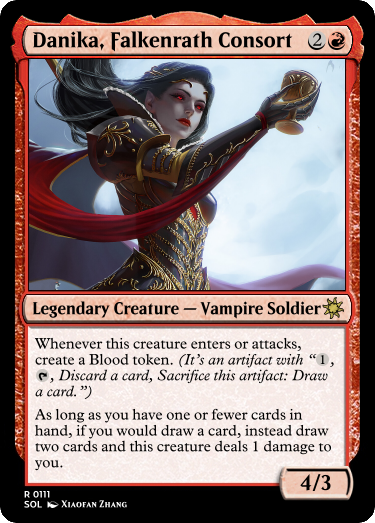 Danika, Falkenrath Consort 2
Legendary Creature — Vampire Soldier
Whenever this creature enters or attacks,
create a Blood token. (It's an artifact with “1,
, Discard a card, Sacrifice this artifact: Draw
a card.”)
As long as you have one or fewer cards in
hand, if you would draw a card, instead draw
two cards and this creature deals 1 damage to
you.
4/3
R 0111
SOL XIAOFAN ZHANG